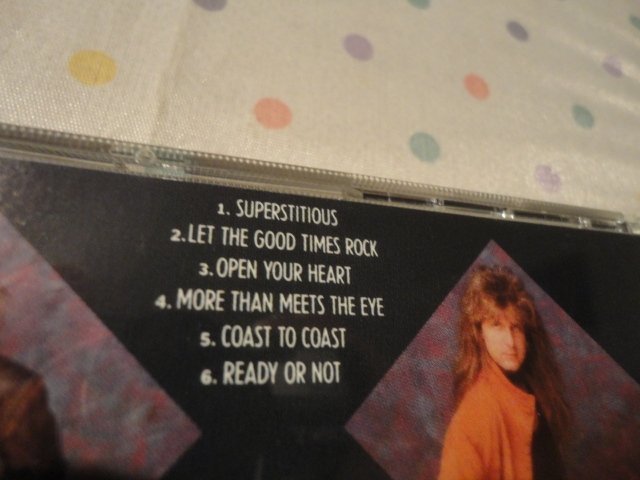 1. SUPERSTITIOUS
2. LET THE GOOD TIMES ROCK
3. OPEN YOUR HEART
4. MORE THAN MEETS THE EYE
5. COAST TO COAST
6. READY OR NOT